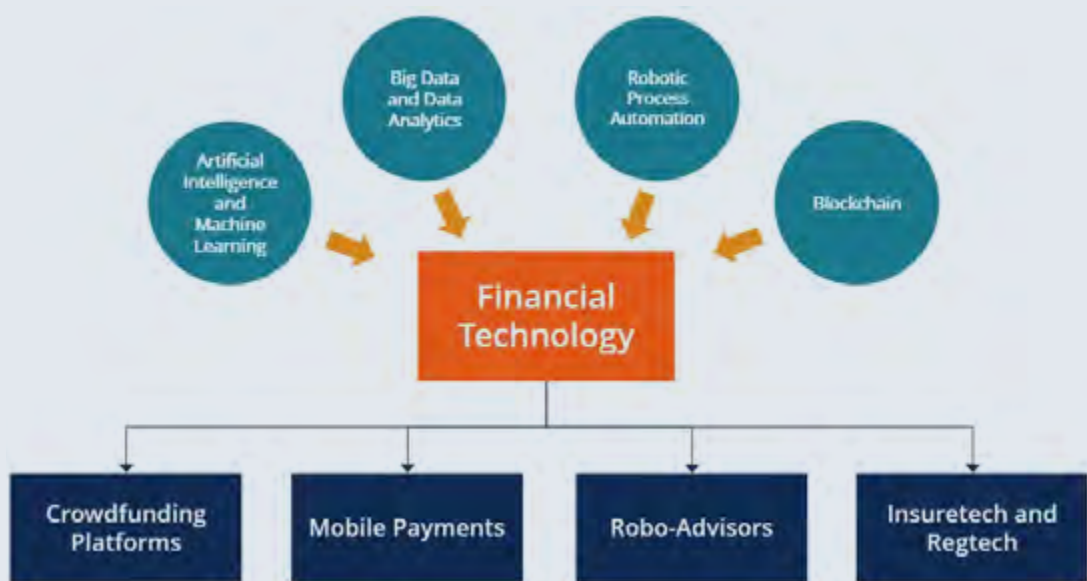 Big Data
and Data
Analytics
Robotic
Process
Automation
Artificial
Intelligence
and
Machine
Learning
Blockchain
Financial
Technology
Crowdfunding
Platforms
Mobile Payments
Robo-Advisors
Insuretech and
Regtech